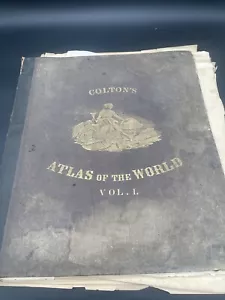 COLTON'S
ATLAS OF THE WORLD
VOL. I.